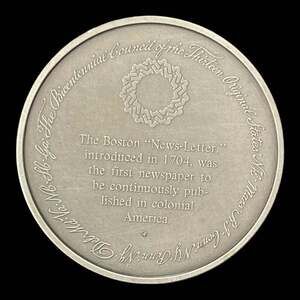 For The Bicentennial Council of the Thirteen Original States
The Boston "News-Letter,"
introduced in 1704, was
the first newspaper to
be continuously pub-
lished in colonial
America